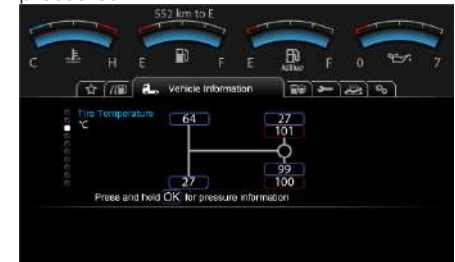 552 km to E
C H E F E AdBlue F 0 7
Vehicle Information
Tire Temperature
°C
64 27
101
99
27 100
Press and hold OK for pressure information